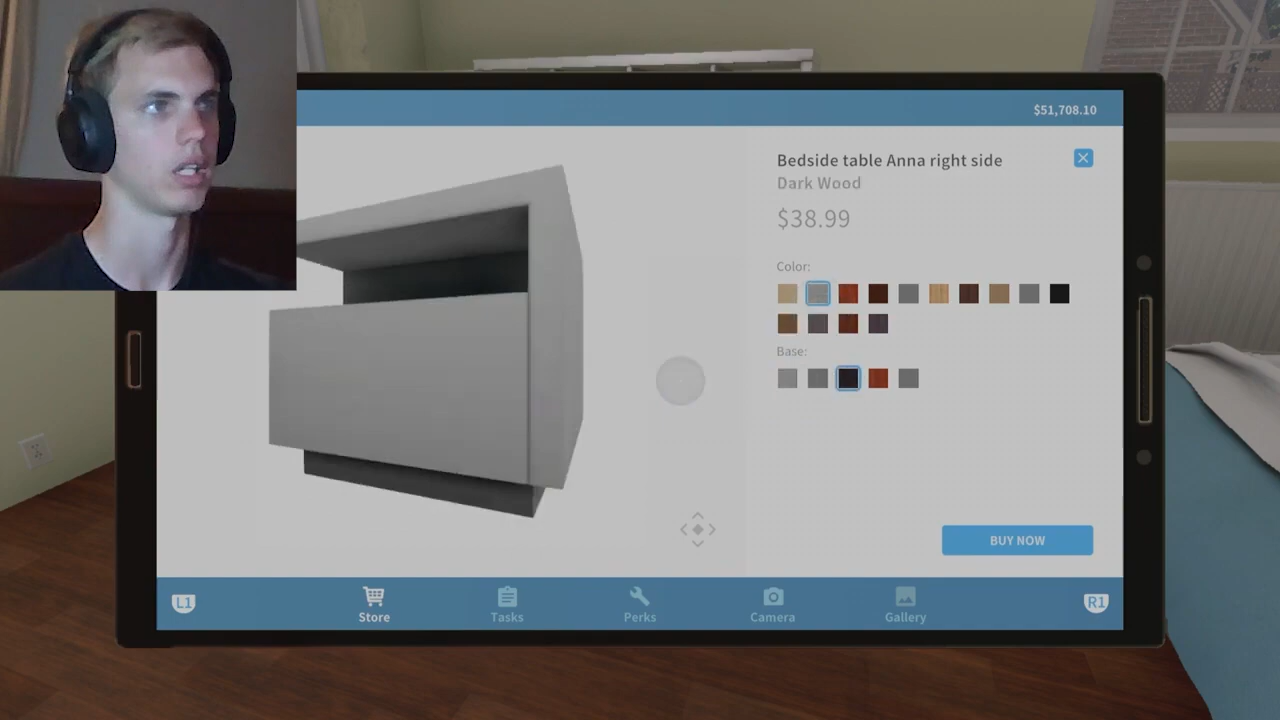 $51,708.10
Bedside table Anna right side
Dark Wood
$38.99
Color:
Base:
BUY NOW
L1
Store
Tasks
Perks
Camera
Gallery
R1